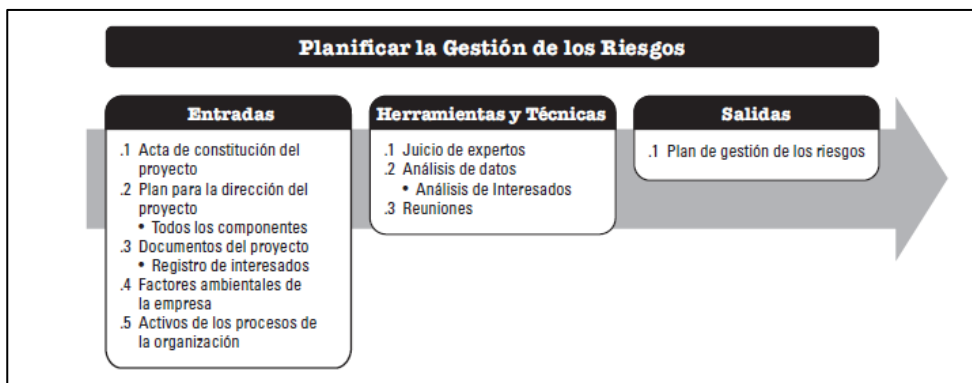 Planificar la Gestión de los Riesgos
Entradas
.1 Acta de constitución del
proyecto
.2 Plan para la dirección del
proyecto
• Todos los componentes
.3 Documentos del proyecto
• Registro de interesados
.4 Factores ambientales de
la empresa
.5 Activos de los procesos de
la organización
Herramientas y Técnicas
.1 Juicio de expertos
.2 Análisis de datos
• Análisis de Interesados
.3 Reuniones
Salidas
.1 Plan de gestión de los riesgos